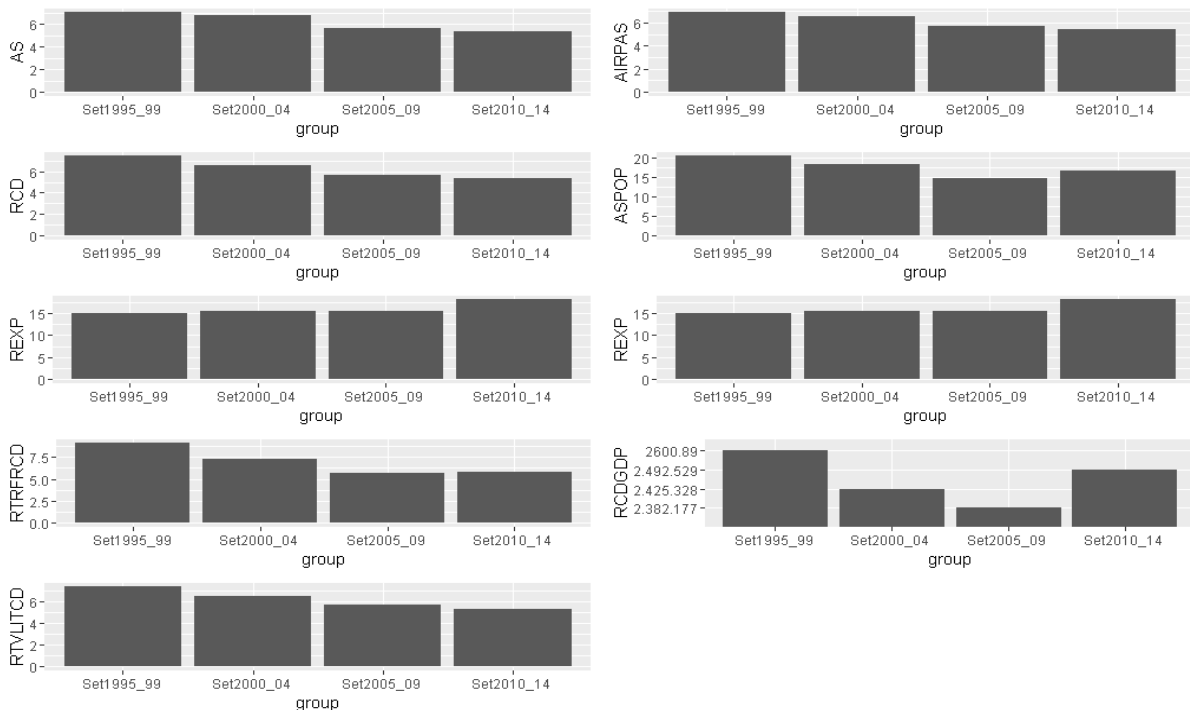 AS
6
4
2
0
Set1995_99 Set2000_04 Set2005_09 Set2010_14
group
AIRPAS
6
4
2
0
Set1995_99 Set2000_04 Set2005_09 Set2010_14
group
RCD
6
4
2
0
Set1995_99 Set2000_04 Set2005_09 Set2010_14
group
ASPOP
20
15
10
5
0
Set1995_99 Set2000_04 Set2005_09 Set2010_14
group
REXP
15
10
5
0
Set1995_99 Set2000_04 Set2005_09 Set2010_14
group
REXP
15
10
5
0
Set1995_99 Set2000_04 Set2005_09 Set2010_14
group
RTRFRCD
7.5
5.0
2.5
0.0
Set1995_99 Set2000_04 Set2005_09 Set2010_14
group
RCDGDP
2600.89
2.492.529
2.425.328
2.382.177
Set1995_99 Set2000_04 Set2005_09 Set2010_14
group
RTVLITCD
6
4
2
0
Set1995_99 Set2000_04 Set2005_09 Set2010_14
group